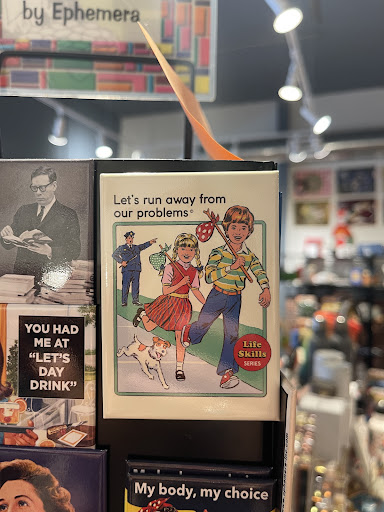 by Ephemera
Let's run away from
our problems®
Life
Skills
SERIES
YOU HAD
ME AT
"LET'S
DAY
DRINK"
My body, my choice